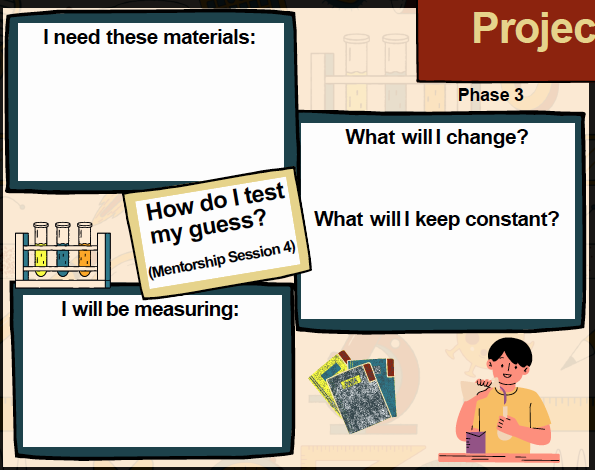 Projec
Phase 3
I need these materials:
What will I change?
What will I keep constant?
How do I test
my guess?
(Mentorship Session 4)
I will be measuring: